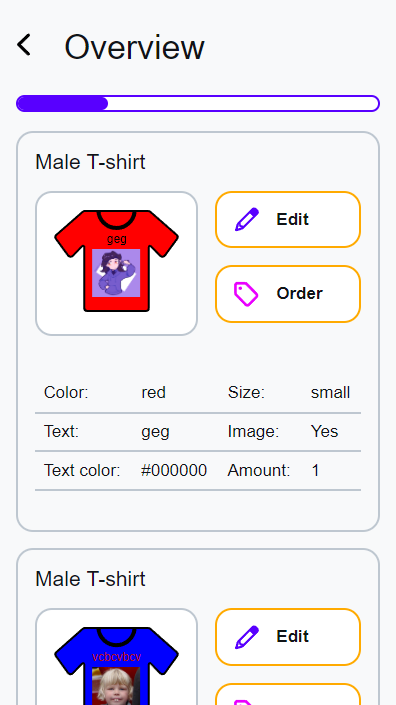 Overview
Male T-shirt
geg
Edit
Order
Color: red Size: small
Text: geg Image: Yes
Text color: #000000 Amount: 1
Male T-shirt
vcbcvbcv
Edit